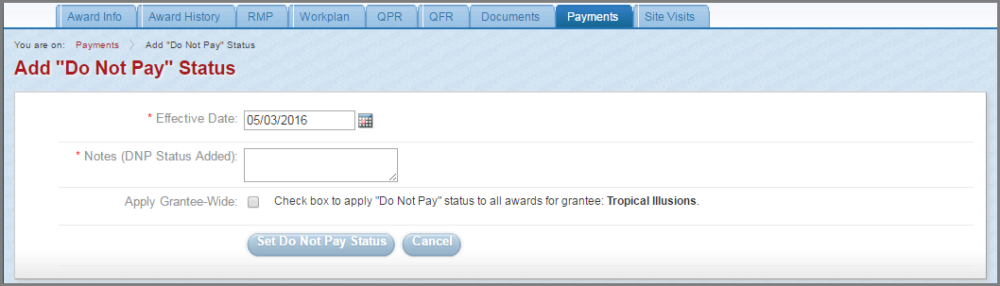 Award Info Award History RMP Workplan QPR QFR Documents Payments Site Visits
You are on: Payments Add "Do Not Pay" Status
Add "Do Not Pay" Status
* Effective Date: 05/03/2016
* Notes (DNP Status Added):
Apply Grantee-Wide: Check box to apply "Do Not Pay" status to all awards for grantee: Tropical Illusions.
Set Do Not Pay Status Cancel